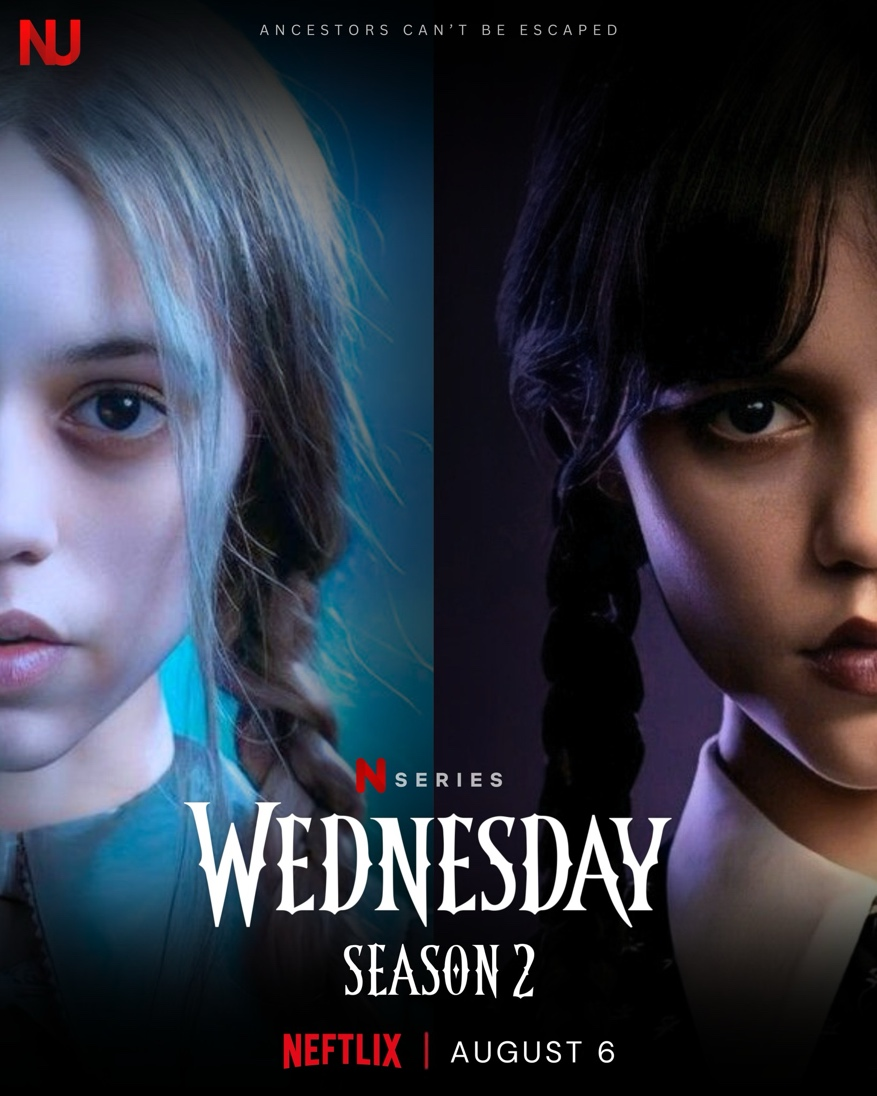 NU
ANCESTORS CAN'T BE ESCAPED
N SERIES
WEDNESDAY
SEASON 2
NEFTLIX | AUGUST 6